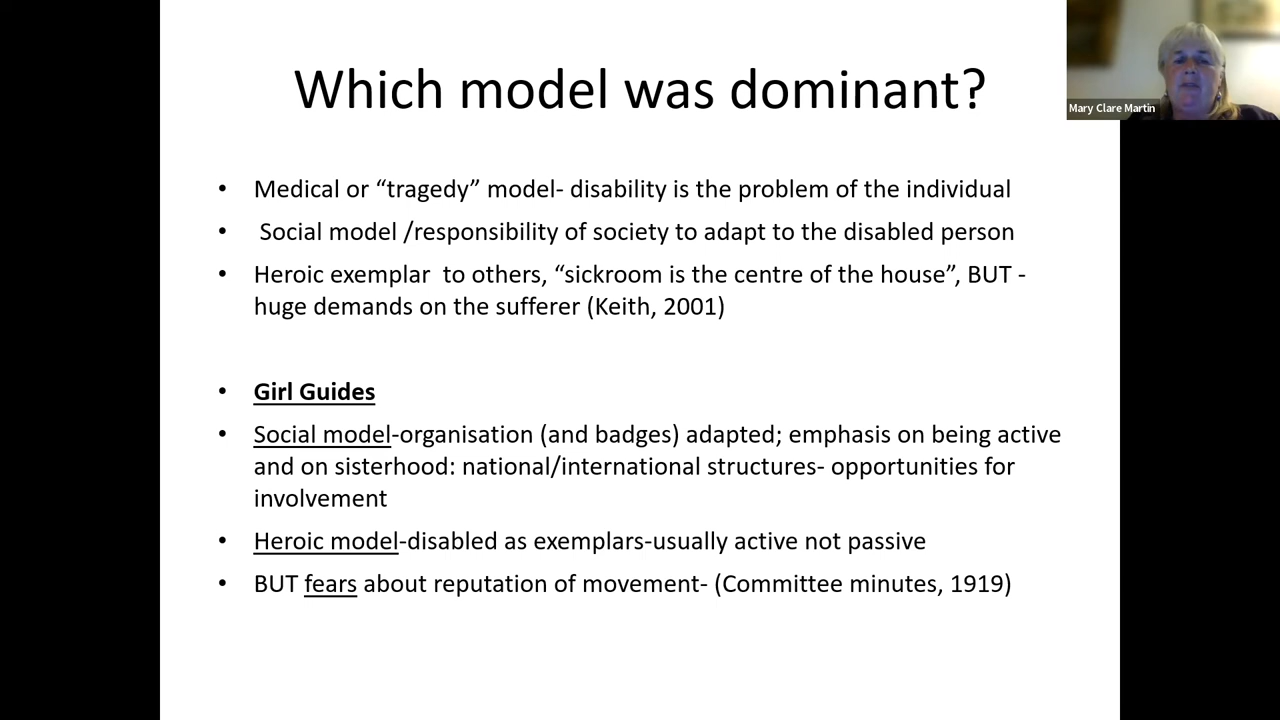 Which model was dominant?
Mary Clare Martin
• Medical or “tragedy” model- disability is the problem of the individual
• Social model /responsibility of society to adapt to the disabled person
• Heroic exemplar  to others, “sickroom is the centre of the house”, BUT -
huge demands on the sufferer (Keith, 2001)
• Girl Guides
• Social model-organisation (and badges) adapted; emphasis on being active
and on sisterhood: national/international structures- opportunities for
involvement
• Heroic model-disabled as exemplars-usually active not passive
• BUT fears about reputation of movement- (Committee minutes, 1919)